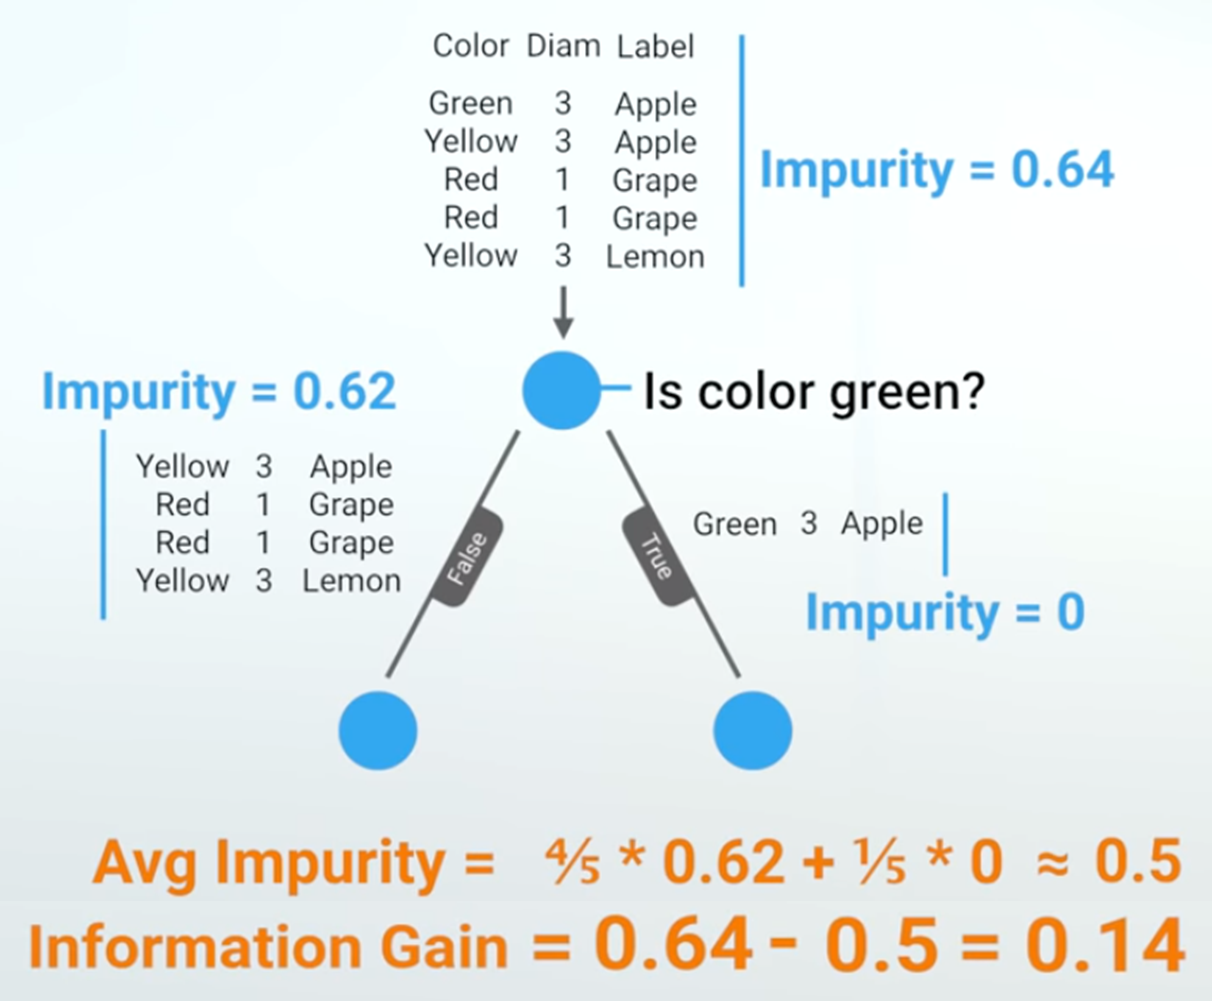 Color Diam Label
Green 3 Apple
Yellow 3 Apple
Red 1 Grape
Red 1 Grape
Yellow 3 Lemon
Impurity = 0.64
Is color green?
Impurity = 0.62
Yellow 3 Apple
Red 1 Grape
Red 1 Grape
Yellow 3 Lemon
False
True
Green 3 Apple
Impurity = 0
Avg Impurity = ⅘ * 0.62 + ⅕ * 0 ≈ 0.5
Information Gain = 0.64 - 0.5 = 0.14